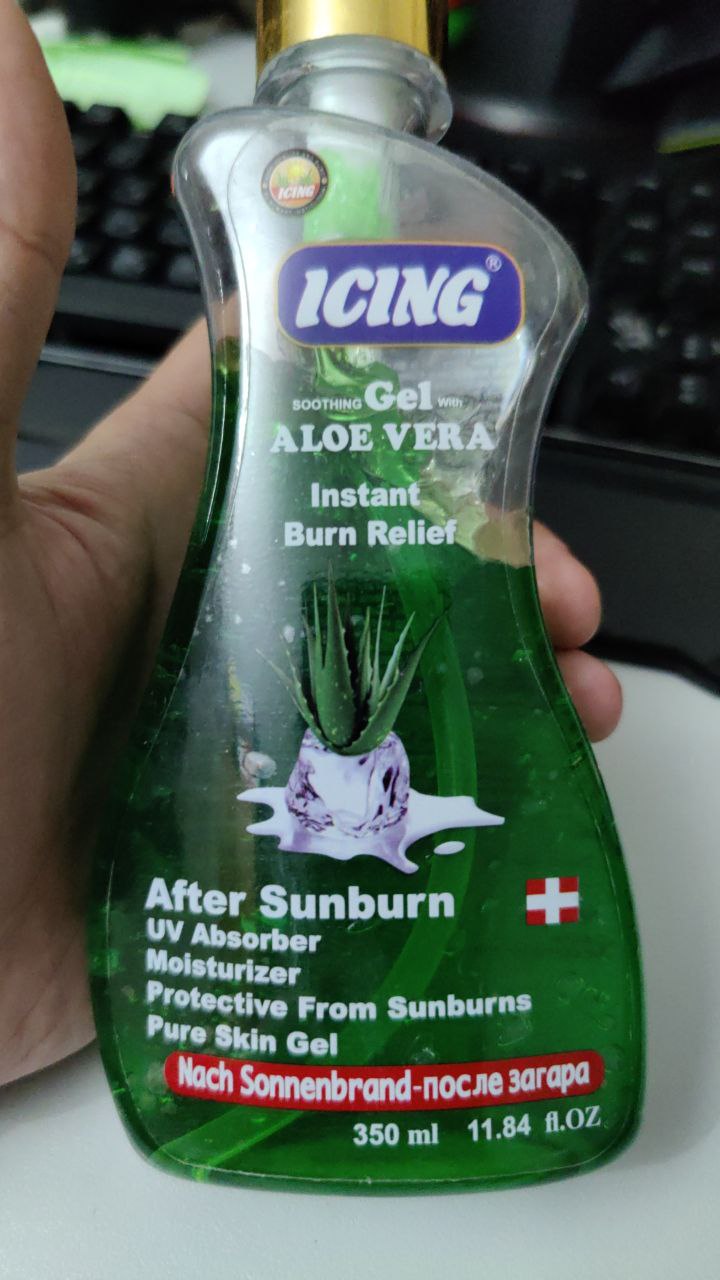 ICING
ICING®
SOOTHING Gel With
ALOE VERA
Instant
Burn Relief
After Sunburn
UV Absorber
Moisturizer
Protective From Sunburns
Pure Skin Gel
Nach Sonnenbrand-после загара
350 ml 11.84 fl.OZ